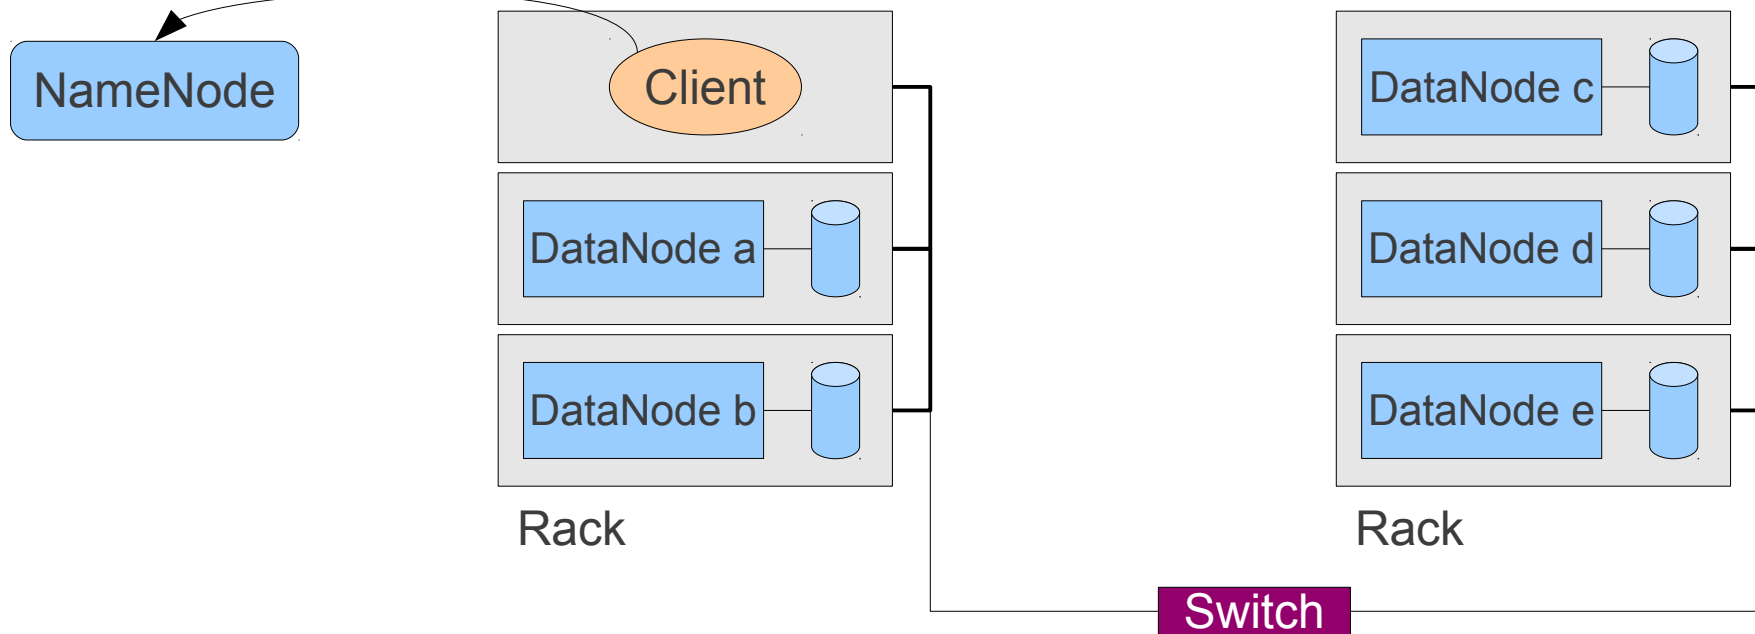 NameNode
Client
DataNode a
DataNode b
Rack
DataNode c
DataNode d
DataNode e
Rack
Switch